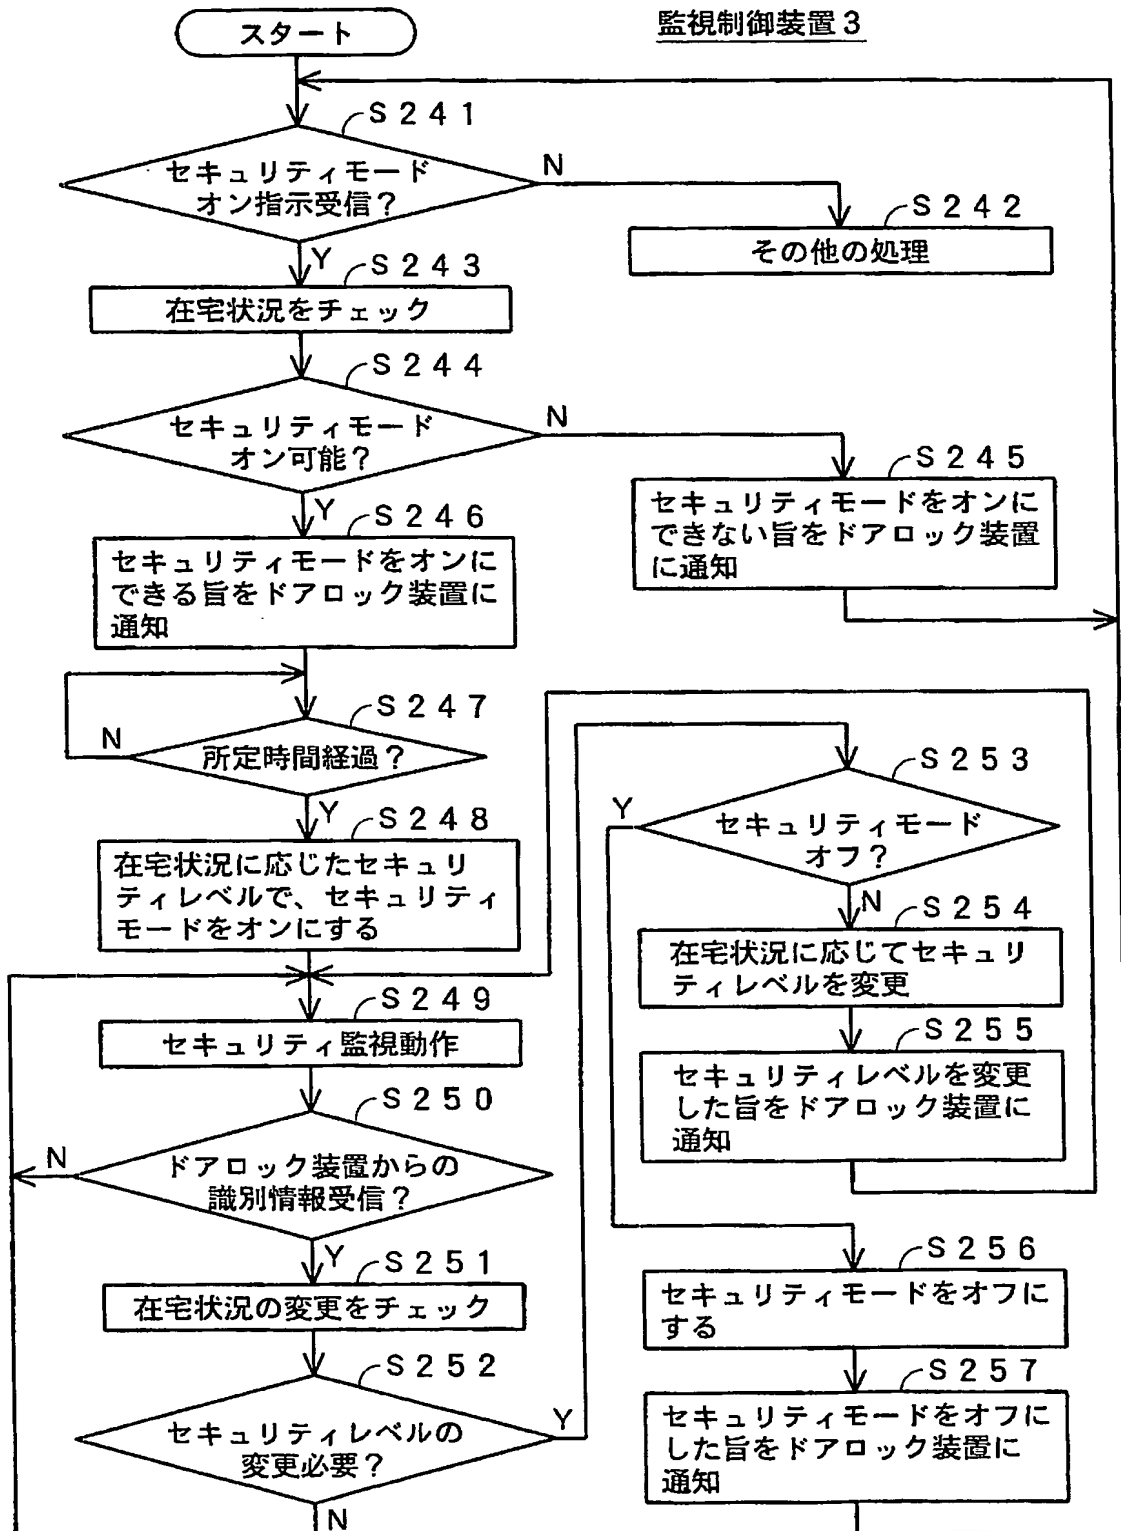 スタート
監視制御装置3
S241
セキュリティモード
オン指示受信?
N
Y
S242
その他の処理
S243
在宅状況をチェック
S244
セキュリティモード
オン可能?
N
Y
S245
セキュリティモードをオンに
できない旨をドアロック装置
に通知
S246
セキュリティモードをオンに
できる旨をドアロック装置に
通知
S247
所定時間経過?
N
Y
S248
在宅状況に応じたセキュリ
ティレベルで、セキュリティ
モードをオンにする
S249
セキュリティ監視動作
S250
ドアロック装置からの
識別情報受信?
N
Y
S251
在宅状況の変更をチェック
S252
セキュリティレベルの
変更必要?
Y
N
S253
セキュリティモード
オフ?
Y
N
S254
在宅状況に応じてセキュリ
ティレベルを変更
S255
セキュリティレベルを変更
した旨をドアロック装置に
通知
S256
セキュリティモードをオフに
する
S257
セキュリティモードをオフに
した旨をドアロック装置に
通知